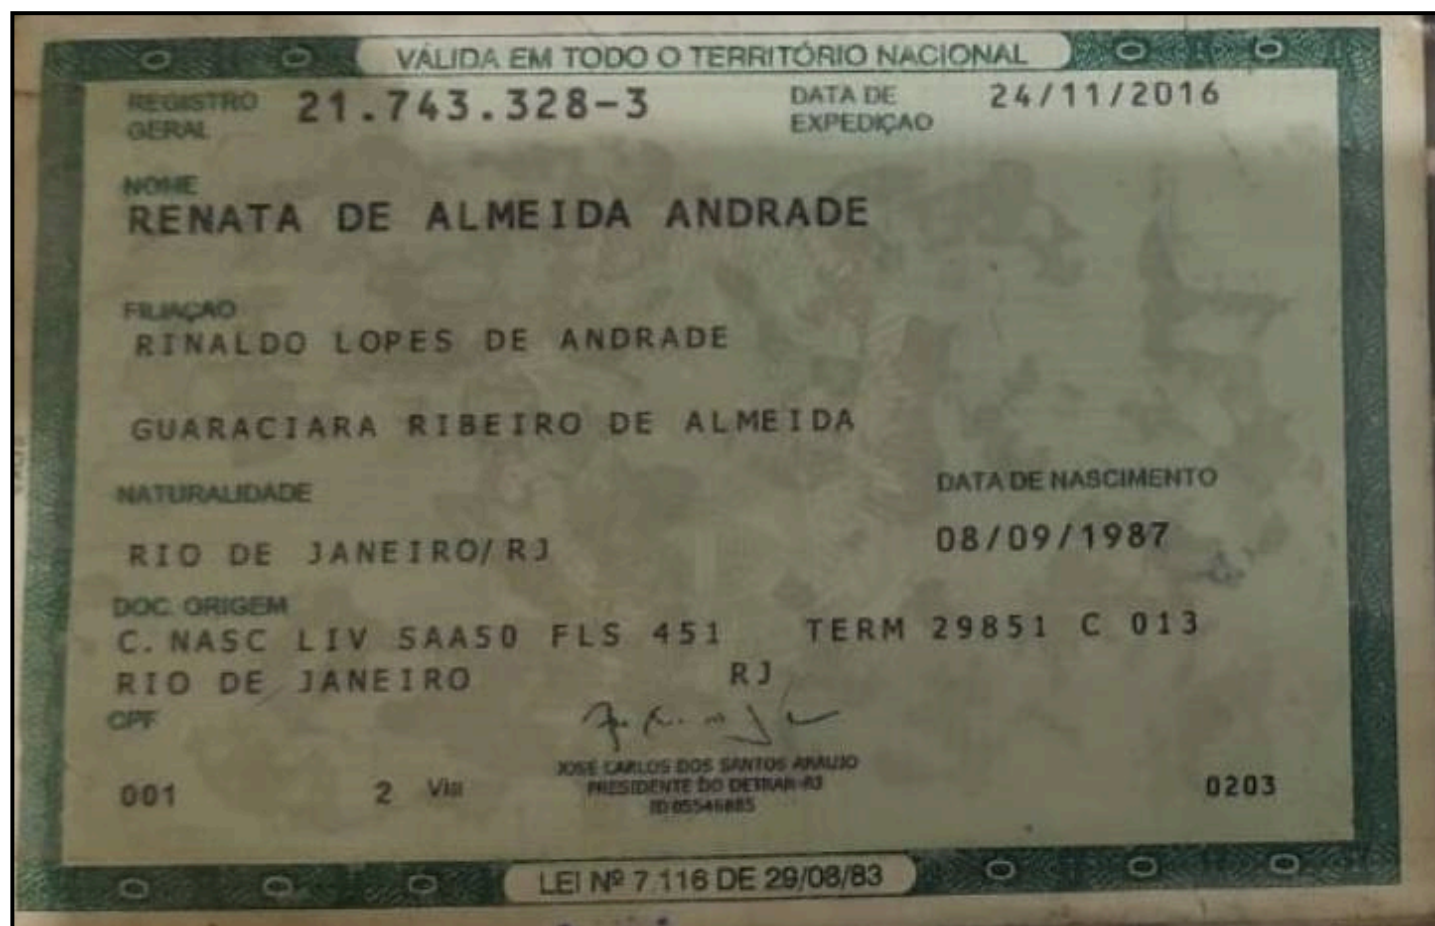 VÁLIDA EM TODO O TERRITÓRIO NACIONAL
REGISTRO GERAL 21.743.328-3 DATA DE EXPEDIÇAO 24/11/2016
NOME
RENATA DE ALMEIDA ANDRADE
FILIAÇAO
RINALDO LOPES DE ANDRADE
GUARACIARA RIBEIRO DE ALMEIDA
NATURALIDADE DATA DE NASCIMENTO
RIO DE JANEIRO/RJ 08/09/1987
DOC. ORIGEM
C.NASC LIV SAA50 FLS 451 TERM 29851 C 013
RIO DE JANEIRO RJ
CPF
JOSÉ CARLOS DOS SANTOS ARAUJO
PRESIDENTE DO DETRAN-RJ
ID 05546885
001 2 Via 0203
LEI Nº 7.116 DE 29/08/83